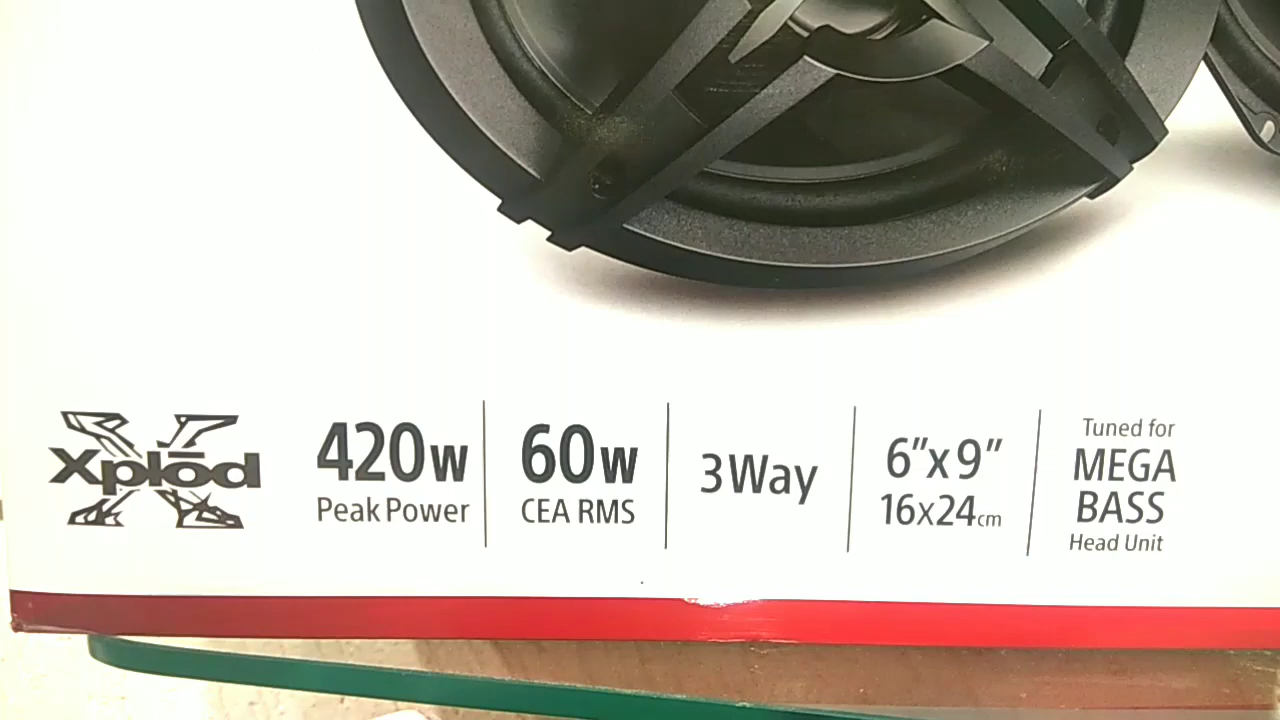 Xplod
420w
Peak Power
60w
CEA RMS
3Way
6”x9”
16x24cm
Tuned for
MEGA
BASS
Head Unit